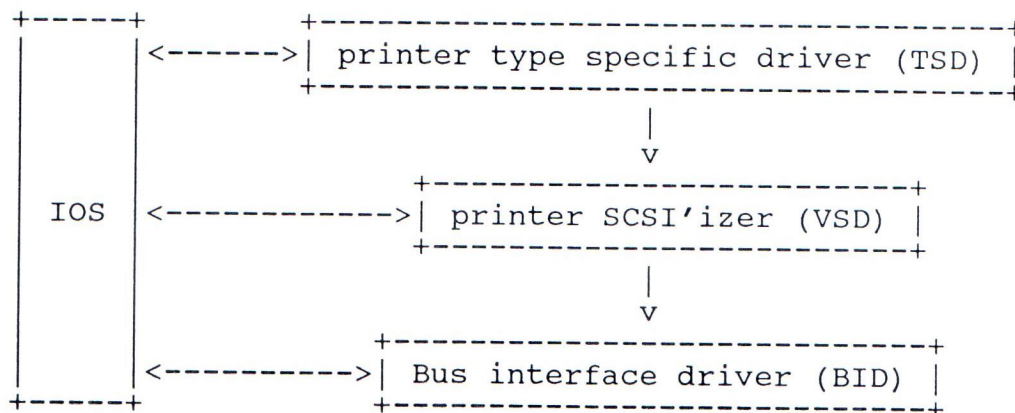 printer type specific driver (TSD)
IOS
printer SCSI'izer (VSD)
Bus interface driver (BID)